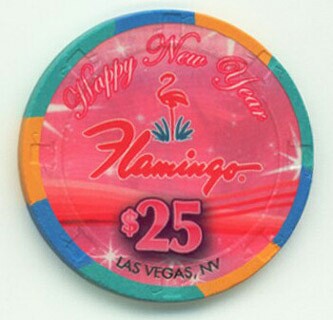 Happy New Year
Flamingo
$25
LAS VEGAS, NV